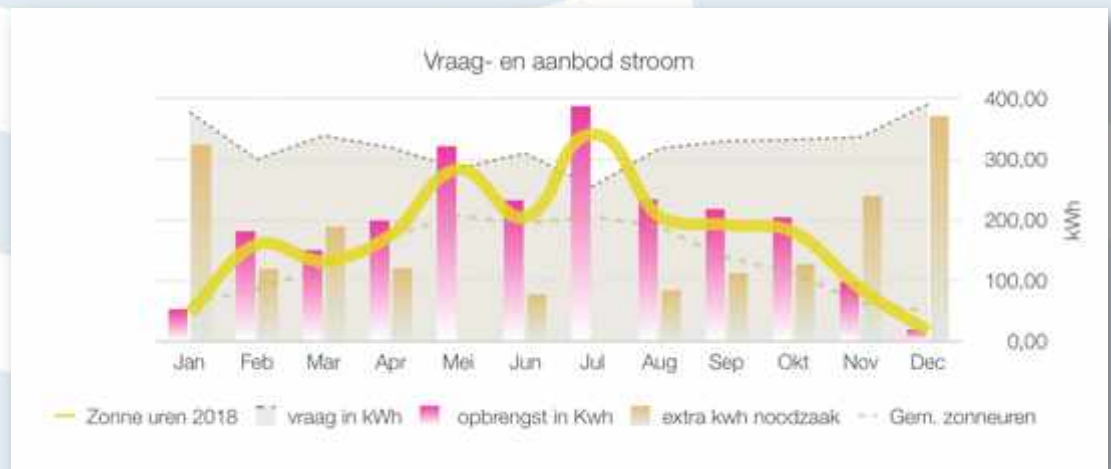 Vraag- en aanbod stroom
400,00
300,00
200,00
100,00
0,00
kWh
Jan Feb Mar Apr Mei Jun Jul Aug Sep Okt Nov Dec
Zonne uren 2018 vraag in kWh opbrengst in Kwh extra kwh noodzaak Gem. zonneuren